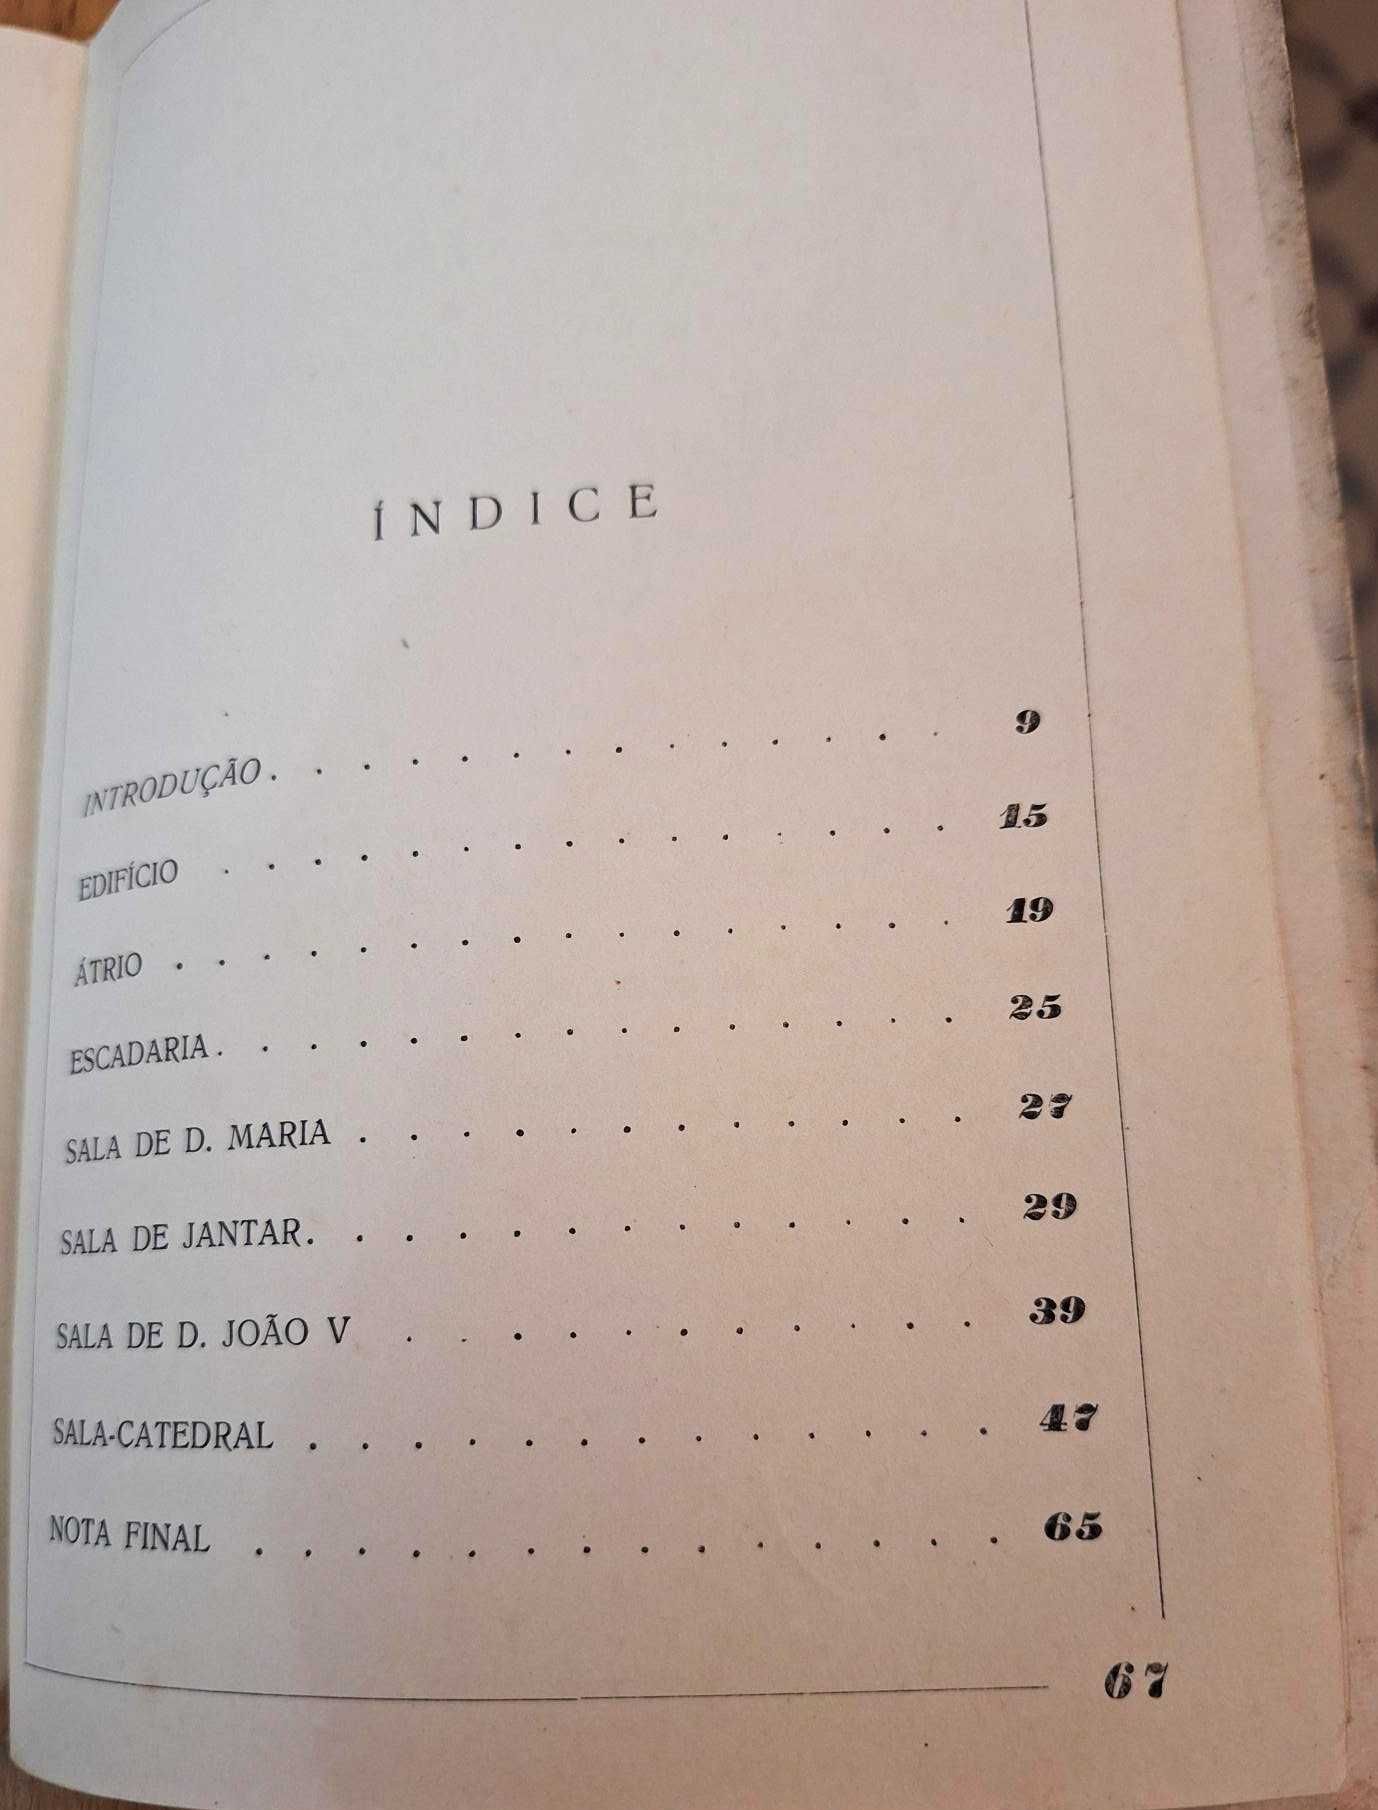 ÍNDICE
INTRODUÇÃO . . . . . . . . . . . . . . 9
EDIFÍCIO . . . . . . . . . . . . . . . 15
ÁTRIO . . . . . . . . . . . . . . . . 19
ESCADARIA . . . . . . . . . . . . . . . 25
SALA DE D. MARIA . . . . . . . . . . . . 27
SALA DE JANTAR . . . . . . . . . . . . . 29
SALA DE D. JOÃO V . . . . . . . . . . . 39
SALA-CATEDRAL . . . . . . . . . . . . . 47
NOTA FINAL . . . . . . . . . . . . . . 65
67